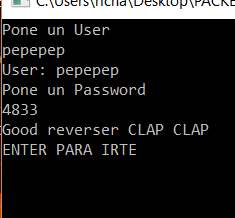 C:\Users\richa\Desktop\PACKE
Pone un User
pepepep
User: pepepep
Pone un Password
4833
Good reverser CLAP CLAP
ENTER PARA IRTE